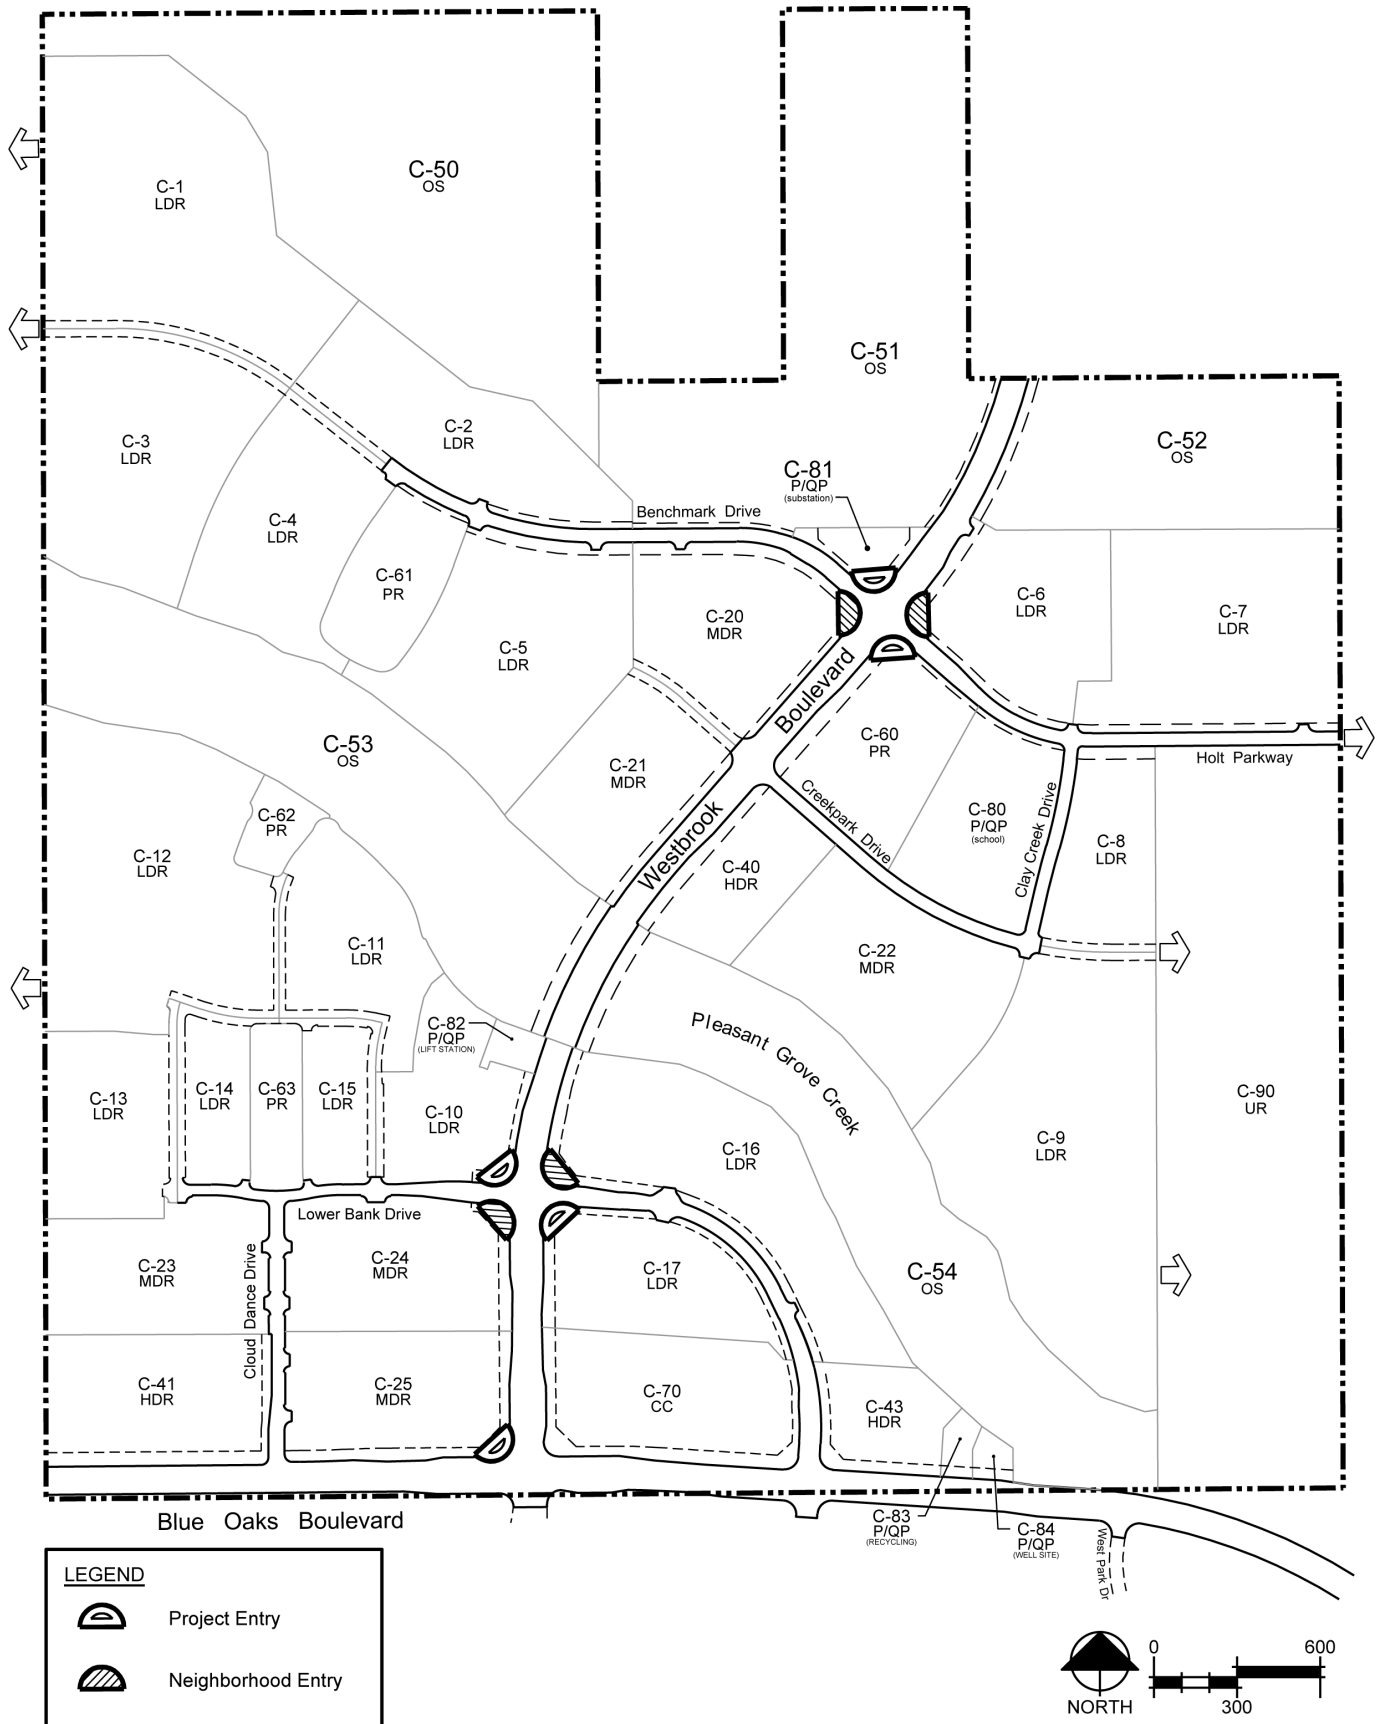 C-50
OS
C-1
LDR
C-51
OS
C-2
LDR
C-3
LDR
C-52
OS
C-81
P/QP
(substation)
Benchmark Drive
C-4
LDR
C-61
PR
C-6
LDR
C-7
LDR
C-20
MDR
C-5
LDR
Westbrook Boulevard
C-60
PR
C-53
OS
Holt Parkway
C-21
MDR
C-62
PR
Creekpark Drive
C-80
P/QP
(school)
Clay Creek Drive
C-8
LDR
C-12
LDR
C-40
HDR
C-11
LDR
C-22
MDR
C-82
P/QP
(LIFT STATION)
Pleasant Grove Creek
C-13
LDR
C-14
LDR
C-63
PR
C-15
LDR
C-10
LDR
C-90
UR
C-16
LDR
C-9
LDR
Lower Bank Drive
C-23
MDR
Cloud Dance Drive
C-24
MDR
C-17
LDR
C-54
OS
C-41
HDR
C-25
MDR
C-70
CC
C-43
HDR
Blue Oaks Boulevard
C-83
P/QP
(RECYCLING)
C-84
P/QP
(WELL SITE)
West Park Dr
LEGEND
Project Entry
Neighborhood Entry
NORTH
0
600
300